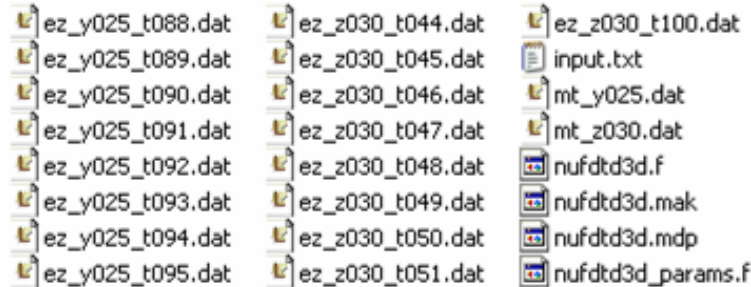 ez_y025_t088.dat
ez_y025_t089.dat
ez_y025_t090.dat
ez_y025_t091.dat
ez_y025_t092.dat
ez_y025_t093.dat
ez_y025_t094.dat
ez_y025_t095.dat
ez_z030_t044.dat
ez_z030_t045.dat
ez_z030_t046.dat
ez_z030_t047.dat
ez_z030_t048.dat
ez_z030_t049.dat
ez_z030_t050.dat
ez_z030_t051.dat
ez_z030_t100.dat
input.txt
mt_y025.dat
mt_z030.dat
nufdtd3d.f
nufdtd3d.mak
nufdtd3d.mdp
nufdtd3d_params.f